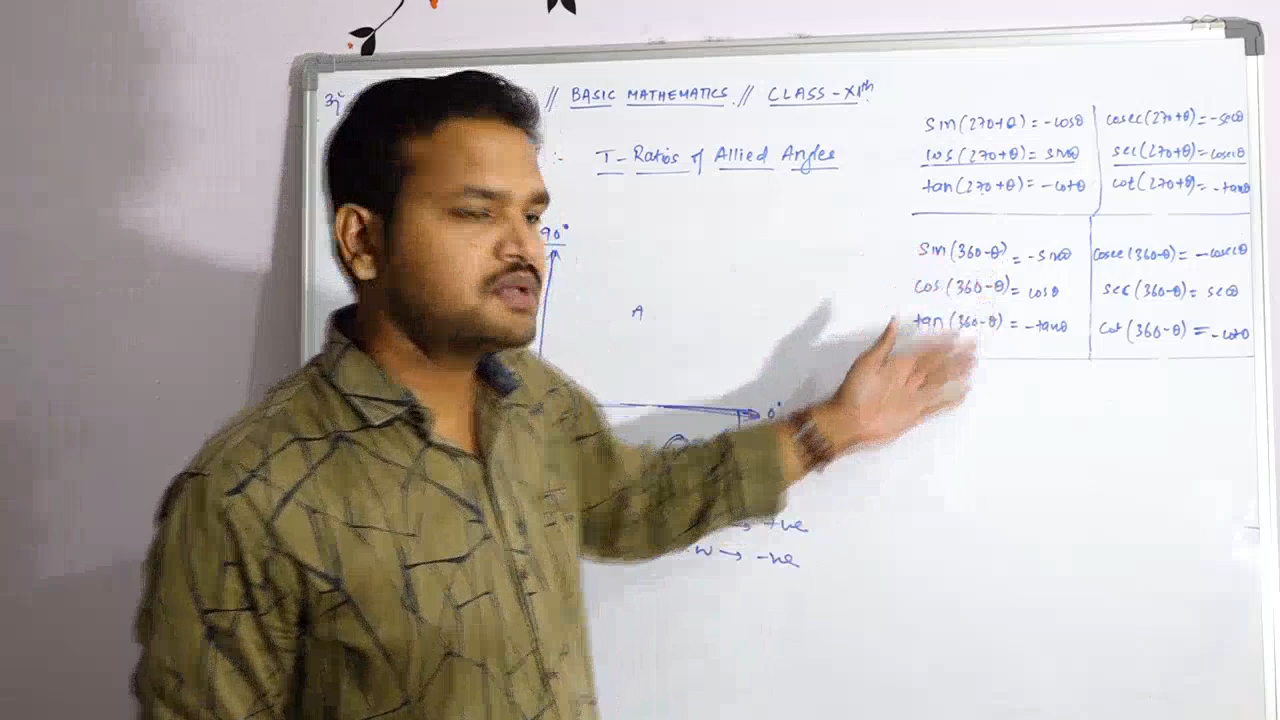 // BASIC MATHEMATICS // CLASS - XIth
:- T-Ratios of Allied Angles
90°
A
0°
→ +ve
W → -ve
sin(270+θ) = -cosθ
cos(270+θ) = sinθ
tan(270+θ) = -cotθ
cosec(270+θ) = -secθ
sec(270+θ) = cosecθ
cot(270+θ) = -tanθ
sin(360-θ) = -sinθ
cos(360-θ) = cosθ
tan(360-θ) = -tanθ
cosec(360-θ) = -cosecθ
sec(360-θ) = secθ
cot(360-θ) = -cotθ